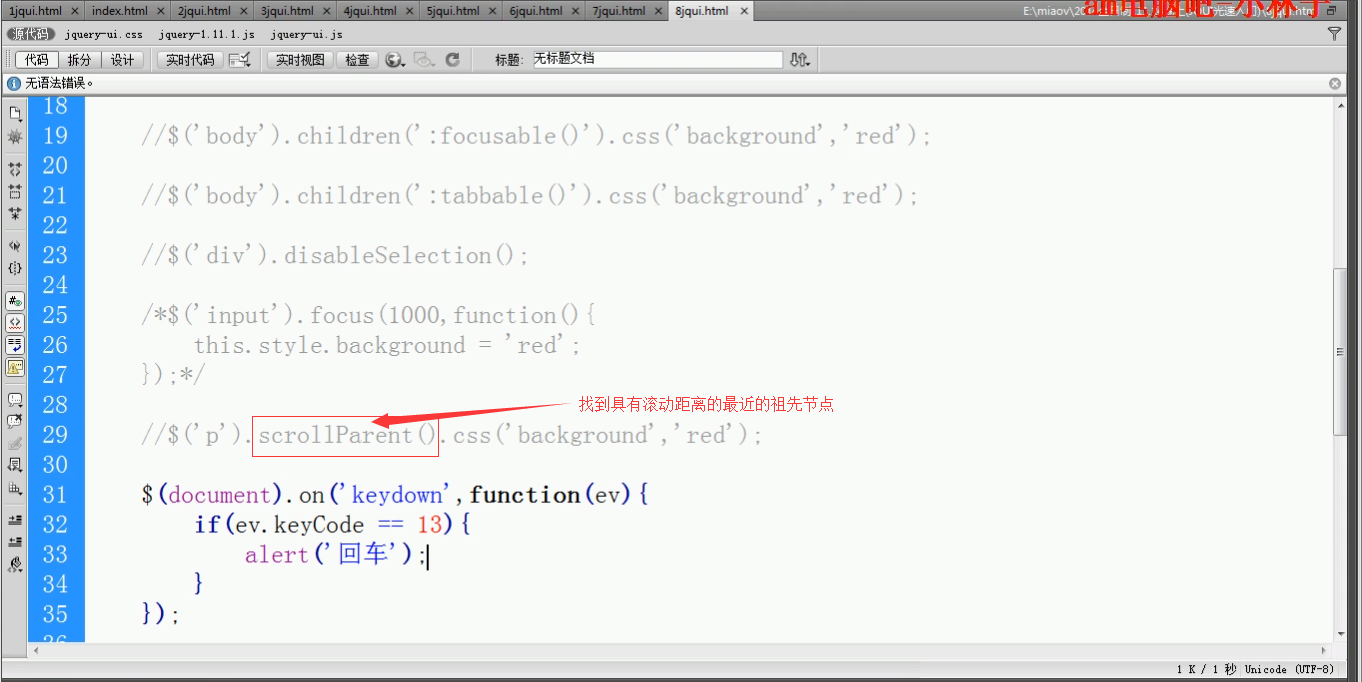 1jqui.html × index.html × 2jqui.html × 3jqui.html × 4jqui.html × 5jqui.html × 6jqui.html × 7jqui.html × 8jqui.html ×
源代码 jquery-ui.css jquery-1.11.1.js jquery-ui.js
代码 拆分 设计 实时代码 实时视图 检查 标题: 无标题文档
无语法错误。
18
19 //$('body').children(':focusable()').css('background','red');
20
21 //$('body').children(':tabbable()').css('background','red');
22
23 //$('div').disableSelection();
24
25 /*$('input').focus(1000,function(){
26 this.style.background = 'red';
27 });*/
28
找到具有滚动距离的最近的祖先节点
29 //$('p').scrollParent().css('background','red');
30
31 $(document).on('keydown',function(ev){
32 if(ev.keyCode == 13){
33 alert('回车');
34 }
35 });
36
1 K / 1 秒 Unicode (UTF-8)